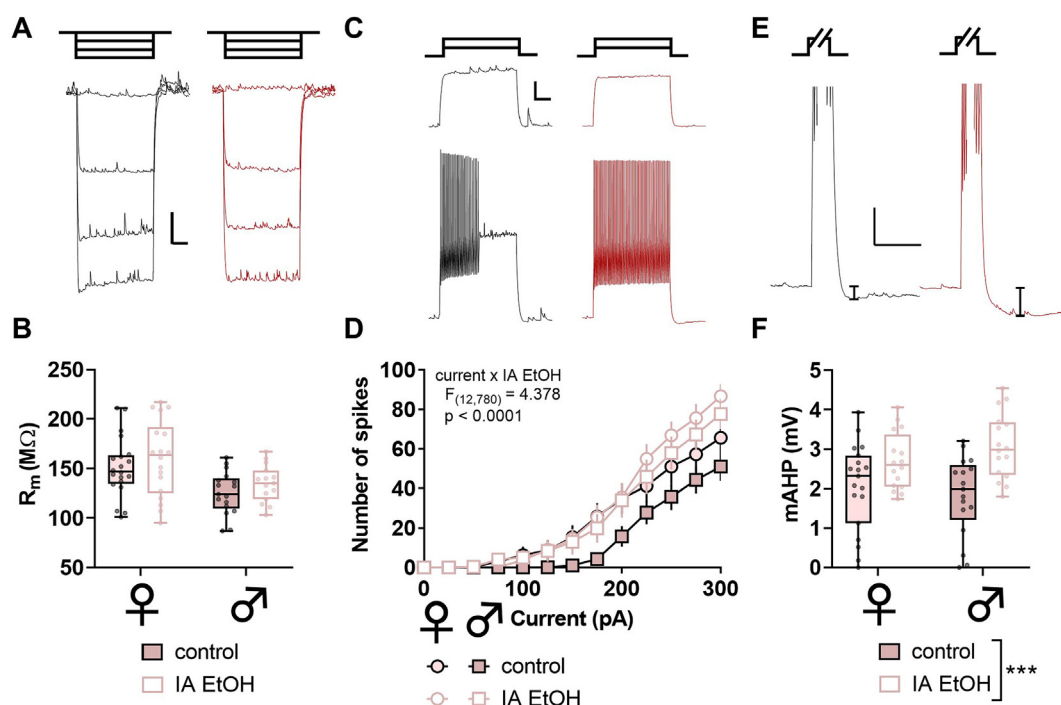 A
C
E
B
R_m (MΩ)
250
200
150
100
50
♀
♂
control
IA EtOH
D
Number of spikes
100
80
60
40
20
0
current x IA EtOH
F(12,780) = 4.378
p < 0.0001
0
100
200
300
Current (pA)
♀ ♂
control
IA EtOH
F
mAHP (mV)
5
4
3
2
1
0
♀
♂
control
IA EtOH
***